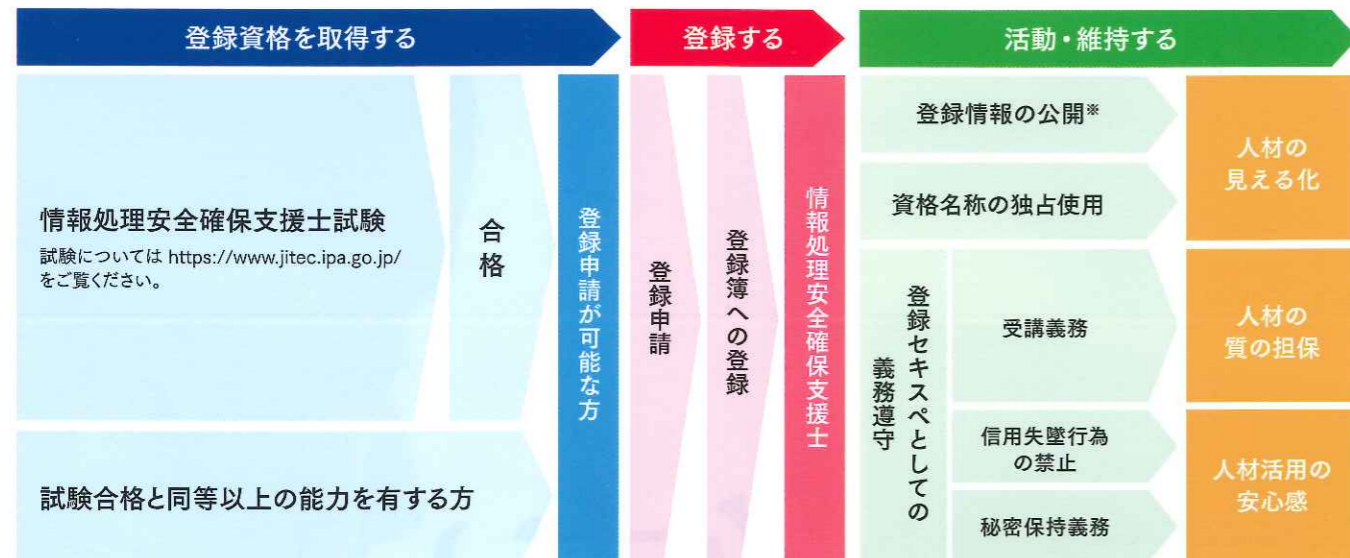 登録資格を取得する
登録する
活動・維持する
情報処理安全確保支援士試験
試験については https://www.jitec.ipa.go.jp/
をご覧ください。
合格
試験合格と同等以上の能力を有する方
登録申請が可能な方
登録申請
登録簿への登録
情報処理安全確保支援士
登録情報の公開※
資格名称の独占使用
登録セキスペとしての
義務遵守
受講義務
信用失墜行為
の禁止
秘密保持義務
人材の
見える化
人材の
質の担保
人材活用の
安心感